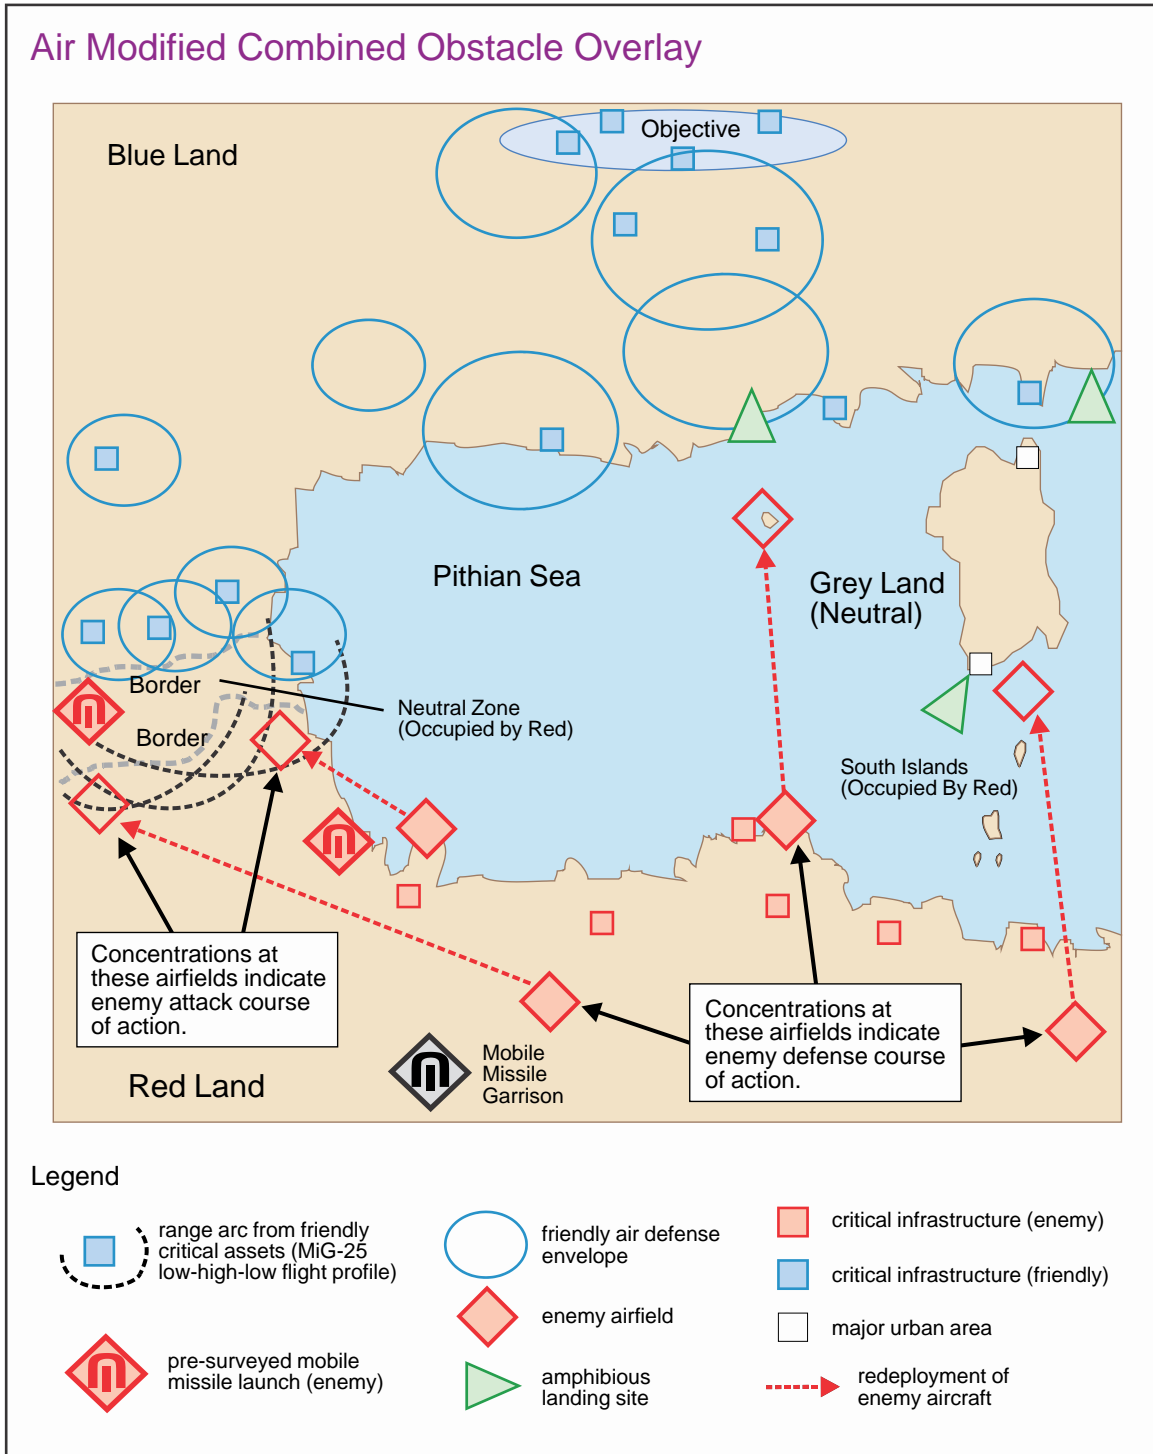 Air Modified Combined Obstacle Overlay
Blue Land
Objective
Pithian Sea
Grey Land
(Neutral)
Border
Neutral Zone
(Occupied by Red)
Border
South Islands
(Occupied By Red)
Concentrations at
these airfields indicate
enemy attack course
of action.
Concentrations at
these airfields indicate
enemy defense course
of action.
Mobile
Missile
Garrison
Red Land
Legend
range arc from friendly
critical assets (MiG-25
low-high-low flight profile)
pre-surveyed mobile
missile launch (enemy)
friendly air defense
envelope
enemy airfield
amphibious
landing site
critical infrastructure (enemy)
critical infrastructure (friendly)
major urban area
redeployment of
enemy aircraft